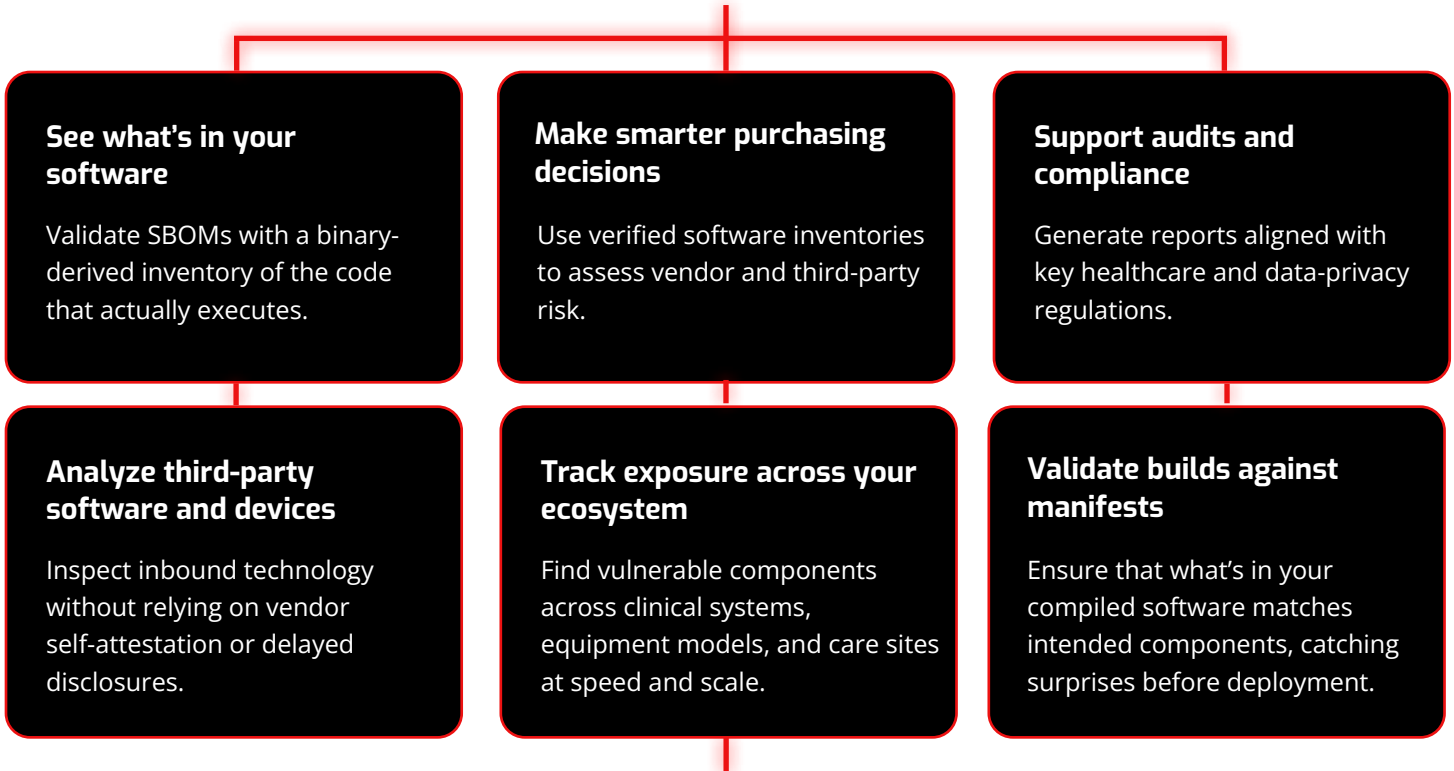 See what’s in your
software
Validate SBOMs with a binary-
derived inventory of the code
that actually executes.
Make smarter purchasing
decisions
Use verified software inventories
to assess vendor and third-party
risk.
Support audits and
compliance
Generate reports aligned with
key healthcare and data-privacy
regulations.
Analyze third-party
software and devices
Inspect inbound technology
without relying on vendor
self-attestation or delayed
disclosures.
Track exposure across your
ecosystem
Find vulnerable components
across clinical systems,
equipment models, and care sites
at speed and scale.
Validate builds against
manifests
Ensure that what’s in your
compiled software matches
intended components, catching
surprises before deployment.